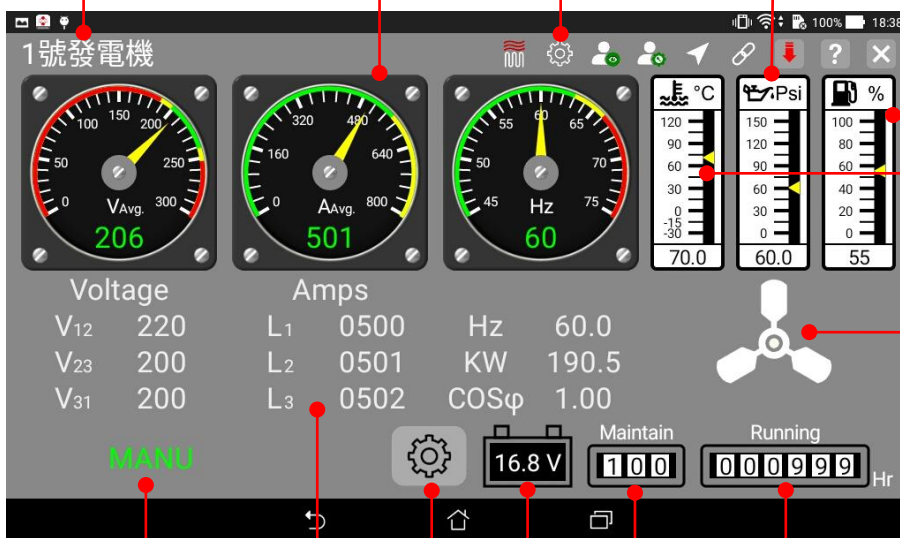 100% 18:38
1號發電機
?
0 50 100 150 200 250 300
VAvg.
206
0 160 320 480 640 800
AAvg.
501
45 50 55 60 65 70 75
Hz
60
°C
120
90
60
30
0
-15
-30
70.0
Psi
150
120
90
60
30
0
60.0
%
100
80
60
40
20
0
55
Voltage Amps
V12 220 L1 0500 Hz 60.0
V23 200 L2 0501 KW 190.5
V31 200 L3 0502 COSφ 1.00
MANU
16.8 V
Maintain
100
Running
000999 Hr